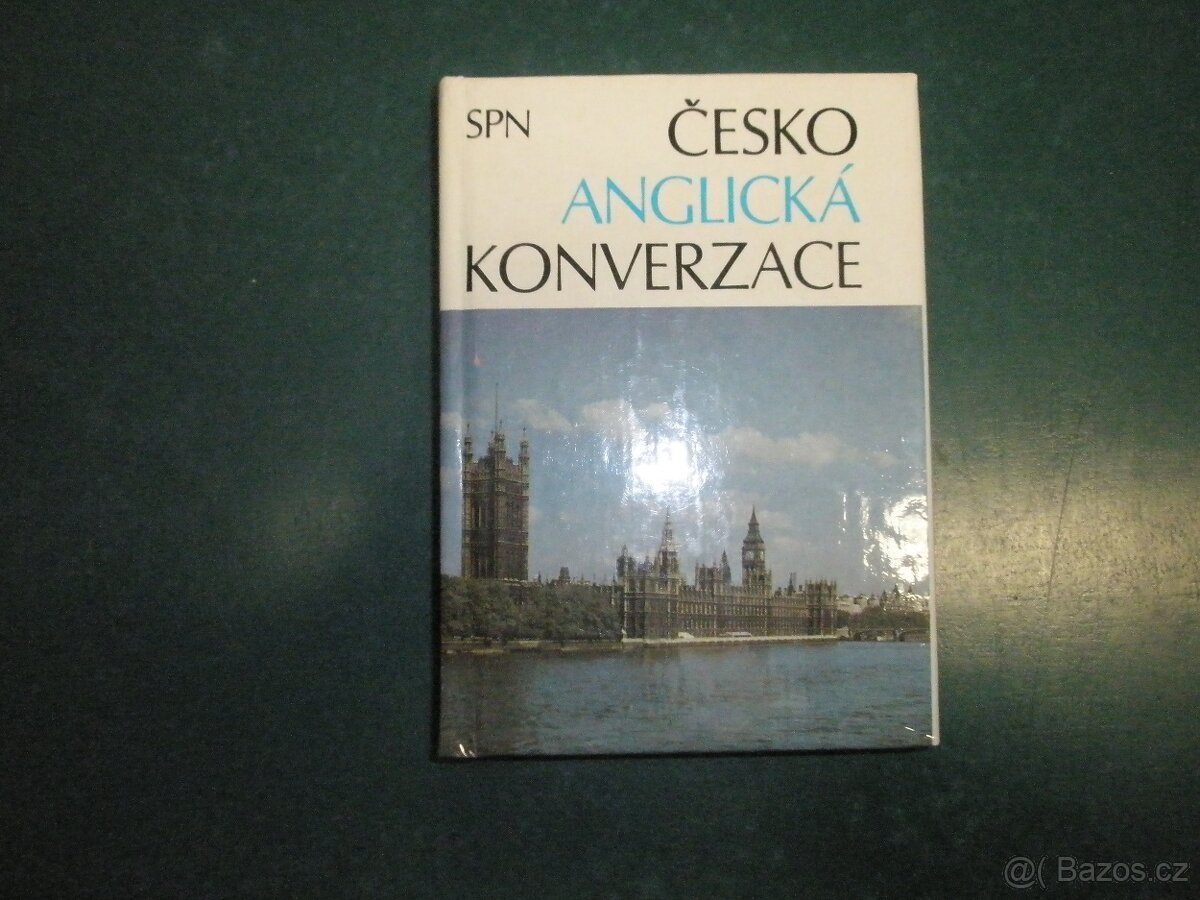 SPN
ČESKO
ANGLICKÁ
KONVERZACE
@( Bazos.cz